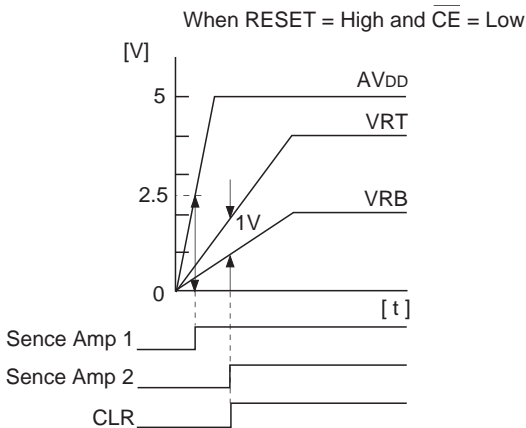 When RESET = High and CE = Low
[V]
AVDD
5
VRT
2.5
1V
VRB
0
[ t ]
Sence Amp 1
Sence Amp 2
CLR